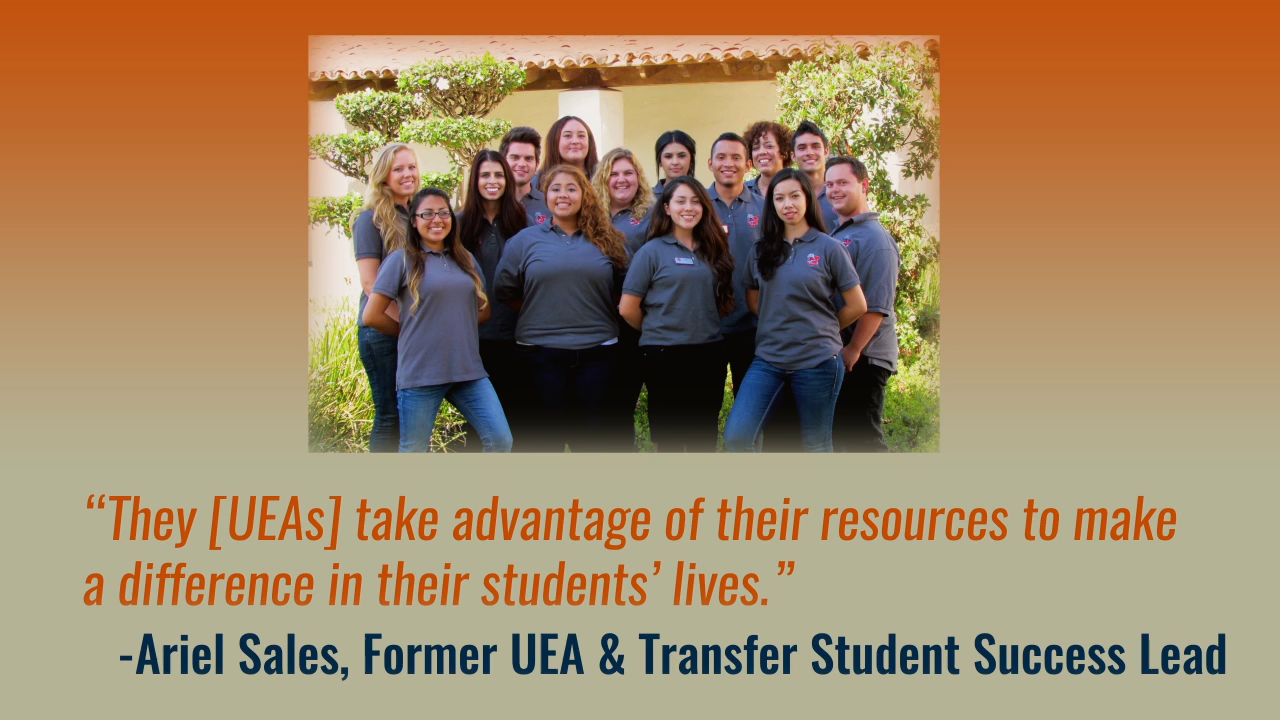 “They [UEAs] take advantage of their resources to make
a difference in their students’ lives.”
-Ariel Sales, Former UEA & Transfer Student Success Lead